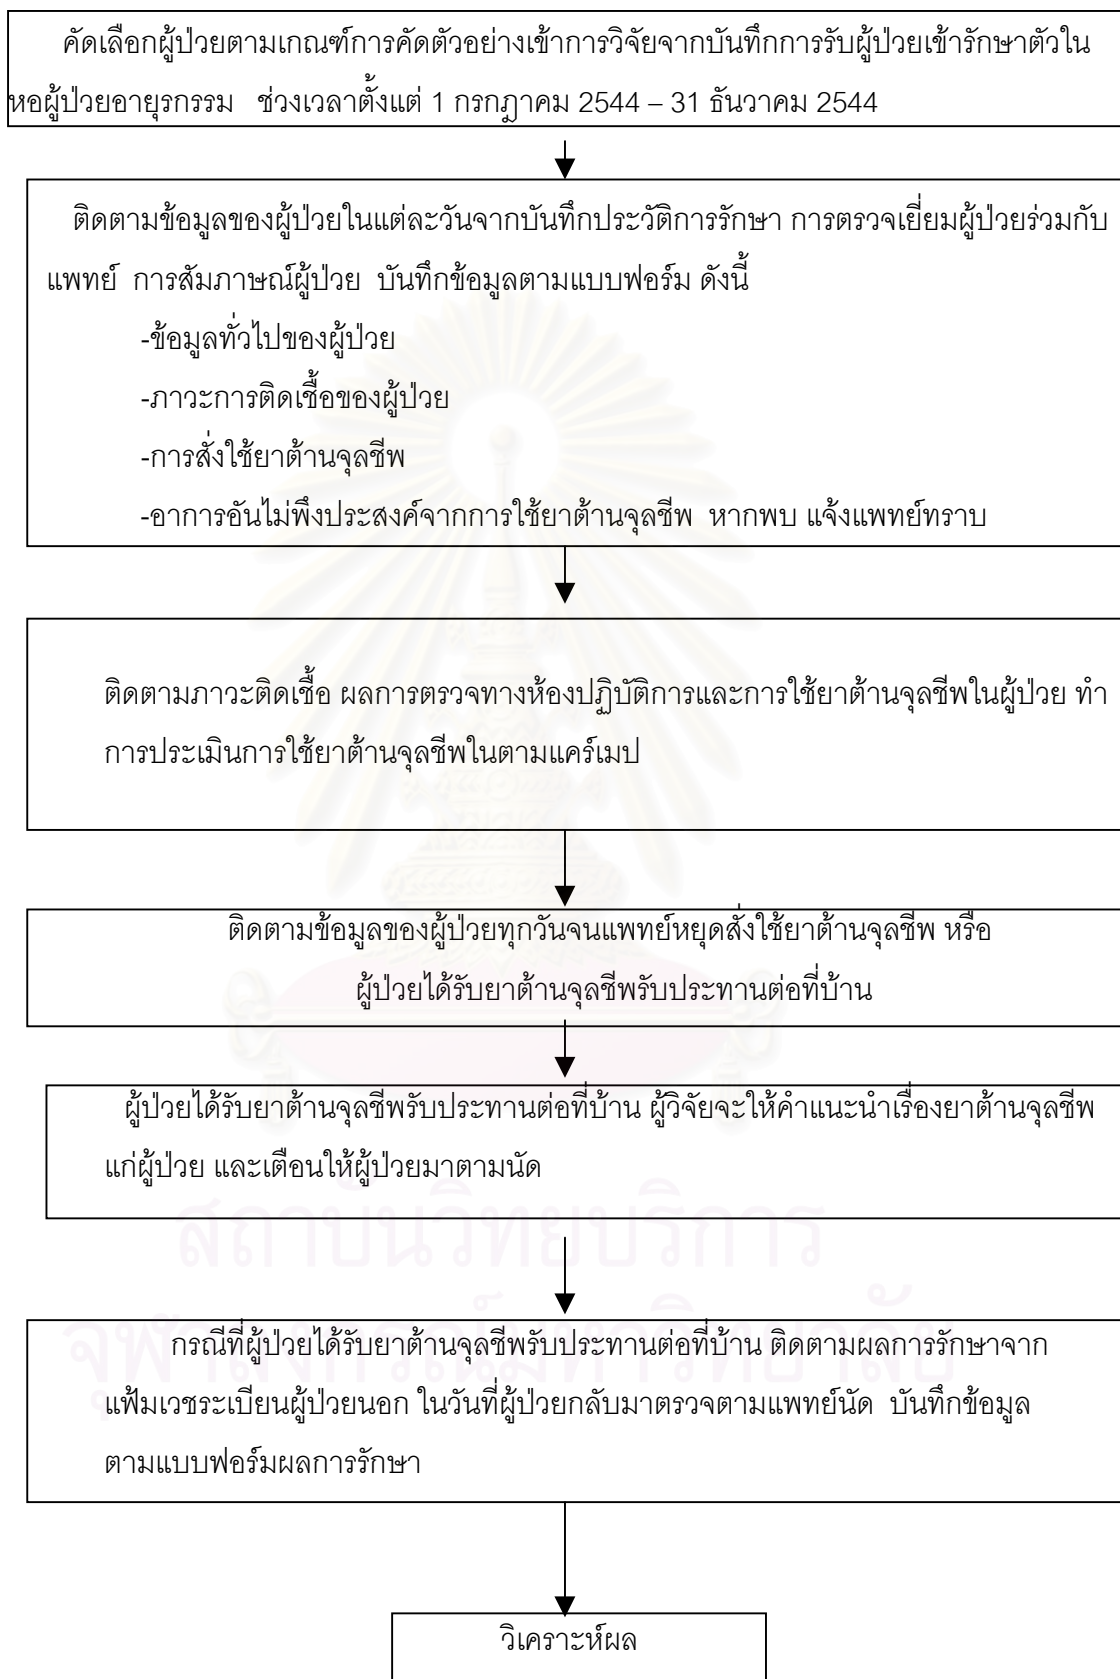 คัดเลือกผู้ป่วยตามเกณฑ์การคัดตัวอย่างเข้าการวิจัยจากบันทึกการรับผู้ป่วยเข้ารักษาตัวใน
หอผู้ป่วยอายุรกรรม ช่วงเวลาตั้งแต่ 1 กรกฎาคม 2544 – 31 ธันวาคม 2544
ติดตามข้อมูลของผู้ป่วยในแต่ละวันจากบันทึกประวัติการรักษา การตรวจเยี่ยมผู้ป่วยร่วมกับ
แพทย์ การสัมภาษณ์ผู้ป่วย บันทึกข้อมูลตามแบบฟอร์ม ดังนี้
-ข้อมูลทั่วไปของผู้ป่วย
-ภาวะการติดเชื้อของผู้ป่วย
-การสั่งใช้ยาต้านจุลชีพ
-อาการอันไม่พึงประสงค์จากการใช้ยาต้านจุลชีพ หากพบ แจ้งแพทย์ทราบ
ติดตามภาวะติดเชื้อ ผลการตรวจทางห้องปฏิบัติการและการใช้ยาต้านจุลชีพในผู้ป่วย ทำ
การประเมินการใช้ยาต้านจุลชีพในตามแคร์เมป
ติดตามข้อมูลของผู้ป่วยทุกวันจนแพทย์หยุดสั่งใช้ยาต้านจุลชีพ หรือ
ผู้ป่วยได้รับยาต้านจุลชีพรับประทานต่อที่บ้าน
ผู้ป่วยได้รับยาต้านจุลชีพรับประทานต่อที่บ้าน ผู้วิจัยจะให้คำแนะนำเรื่องยาต้านจุลชีพ
แก่ผู้ป่วย และเตือนให้ผู้ป่วยมาตามนัด
สถาบันวิทยบริการ
จุฬาลงกรณ์มหาวิทยาลัย
กรณีที่ผู้ป่วยได้รับยาต้านจุลชีพรับประทานต่อที่บ้าน ติดตามผลการรักษาจาก
แฟ้มเวชระเบียนผู้ป่วยนอก ในวันที่ผู้ป่วยกลับมาตรวจตามแพทย์นัด บันทึกข้อมูล
ตามแบบฟอร์มผลการรักษา
วิเคราะห์ผล